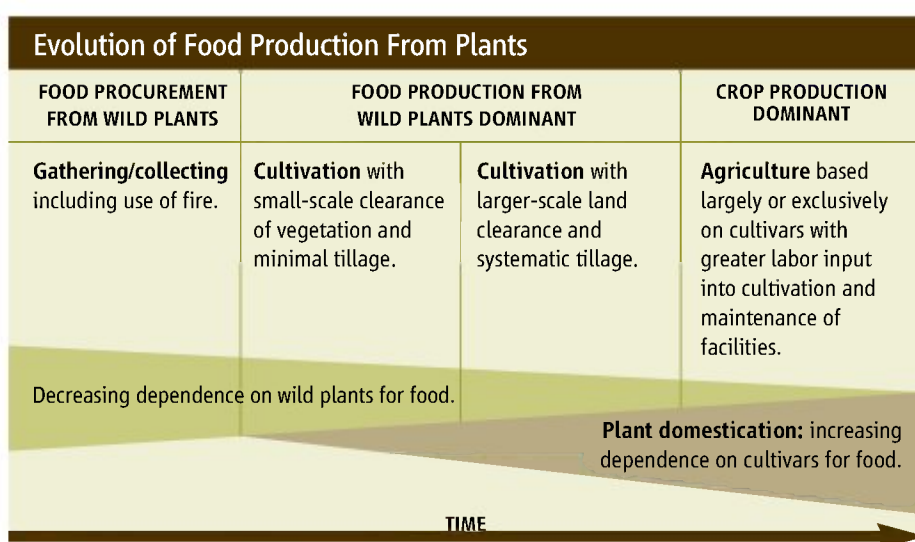 Evolution of Food Production From Plants
FOOD PROCUREMENT
FROM WILD PLANTS
FOOD PRODUCTION FROM
WILD PLANTS DOMINANT
CROP PRODUCTION
DOMINANT
Gathering/collecting
including use of fire.
Cultivation with
small-scale clearance
of vegetation and
minimal tillage.
Cultivation with
larger-scale land
clearance and
systematic tillage.
Agriculture based
largely or exclusively
on cultivars with
greater labor input
into cultivation and
maintenance of
facilities.
Decreasing dependence on wild plants for food.
Plant domestication: increasing
dependence on cultivars for food.
TIME